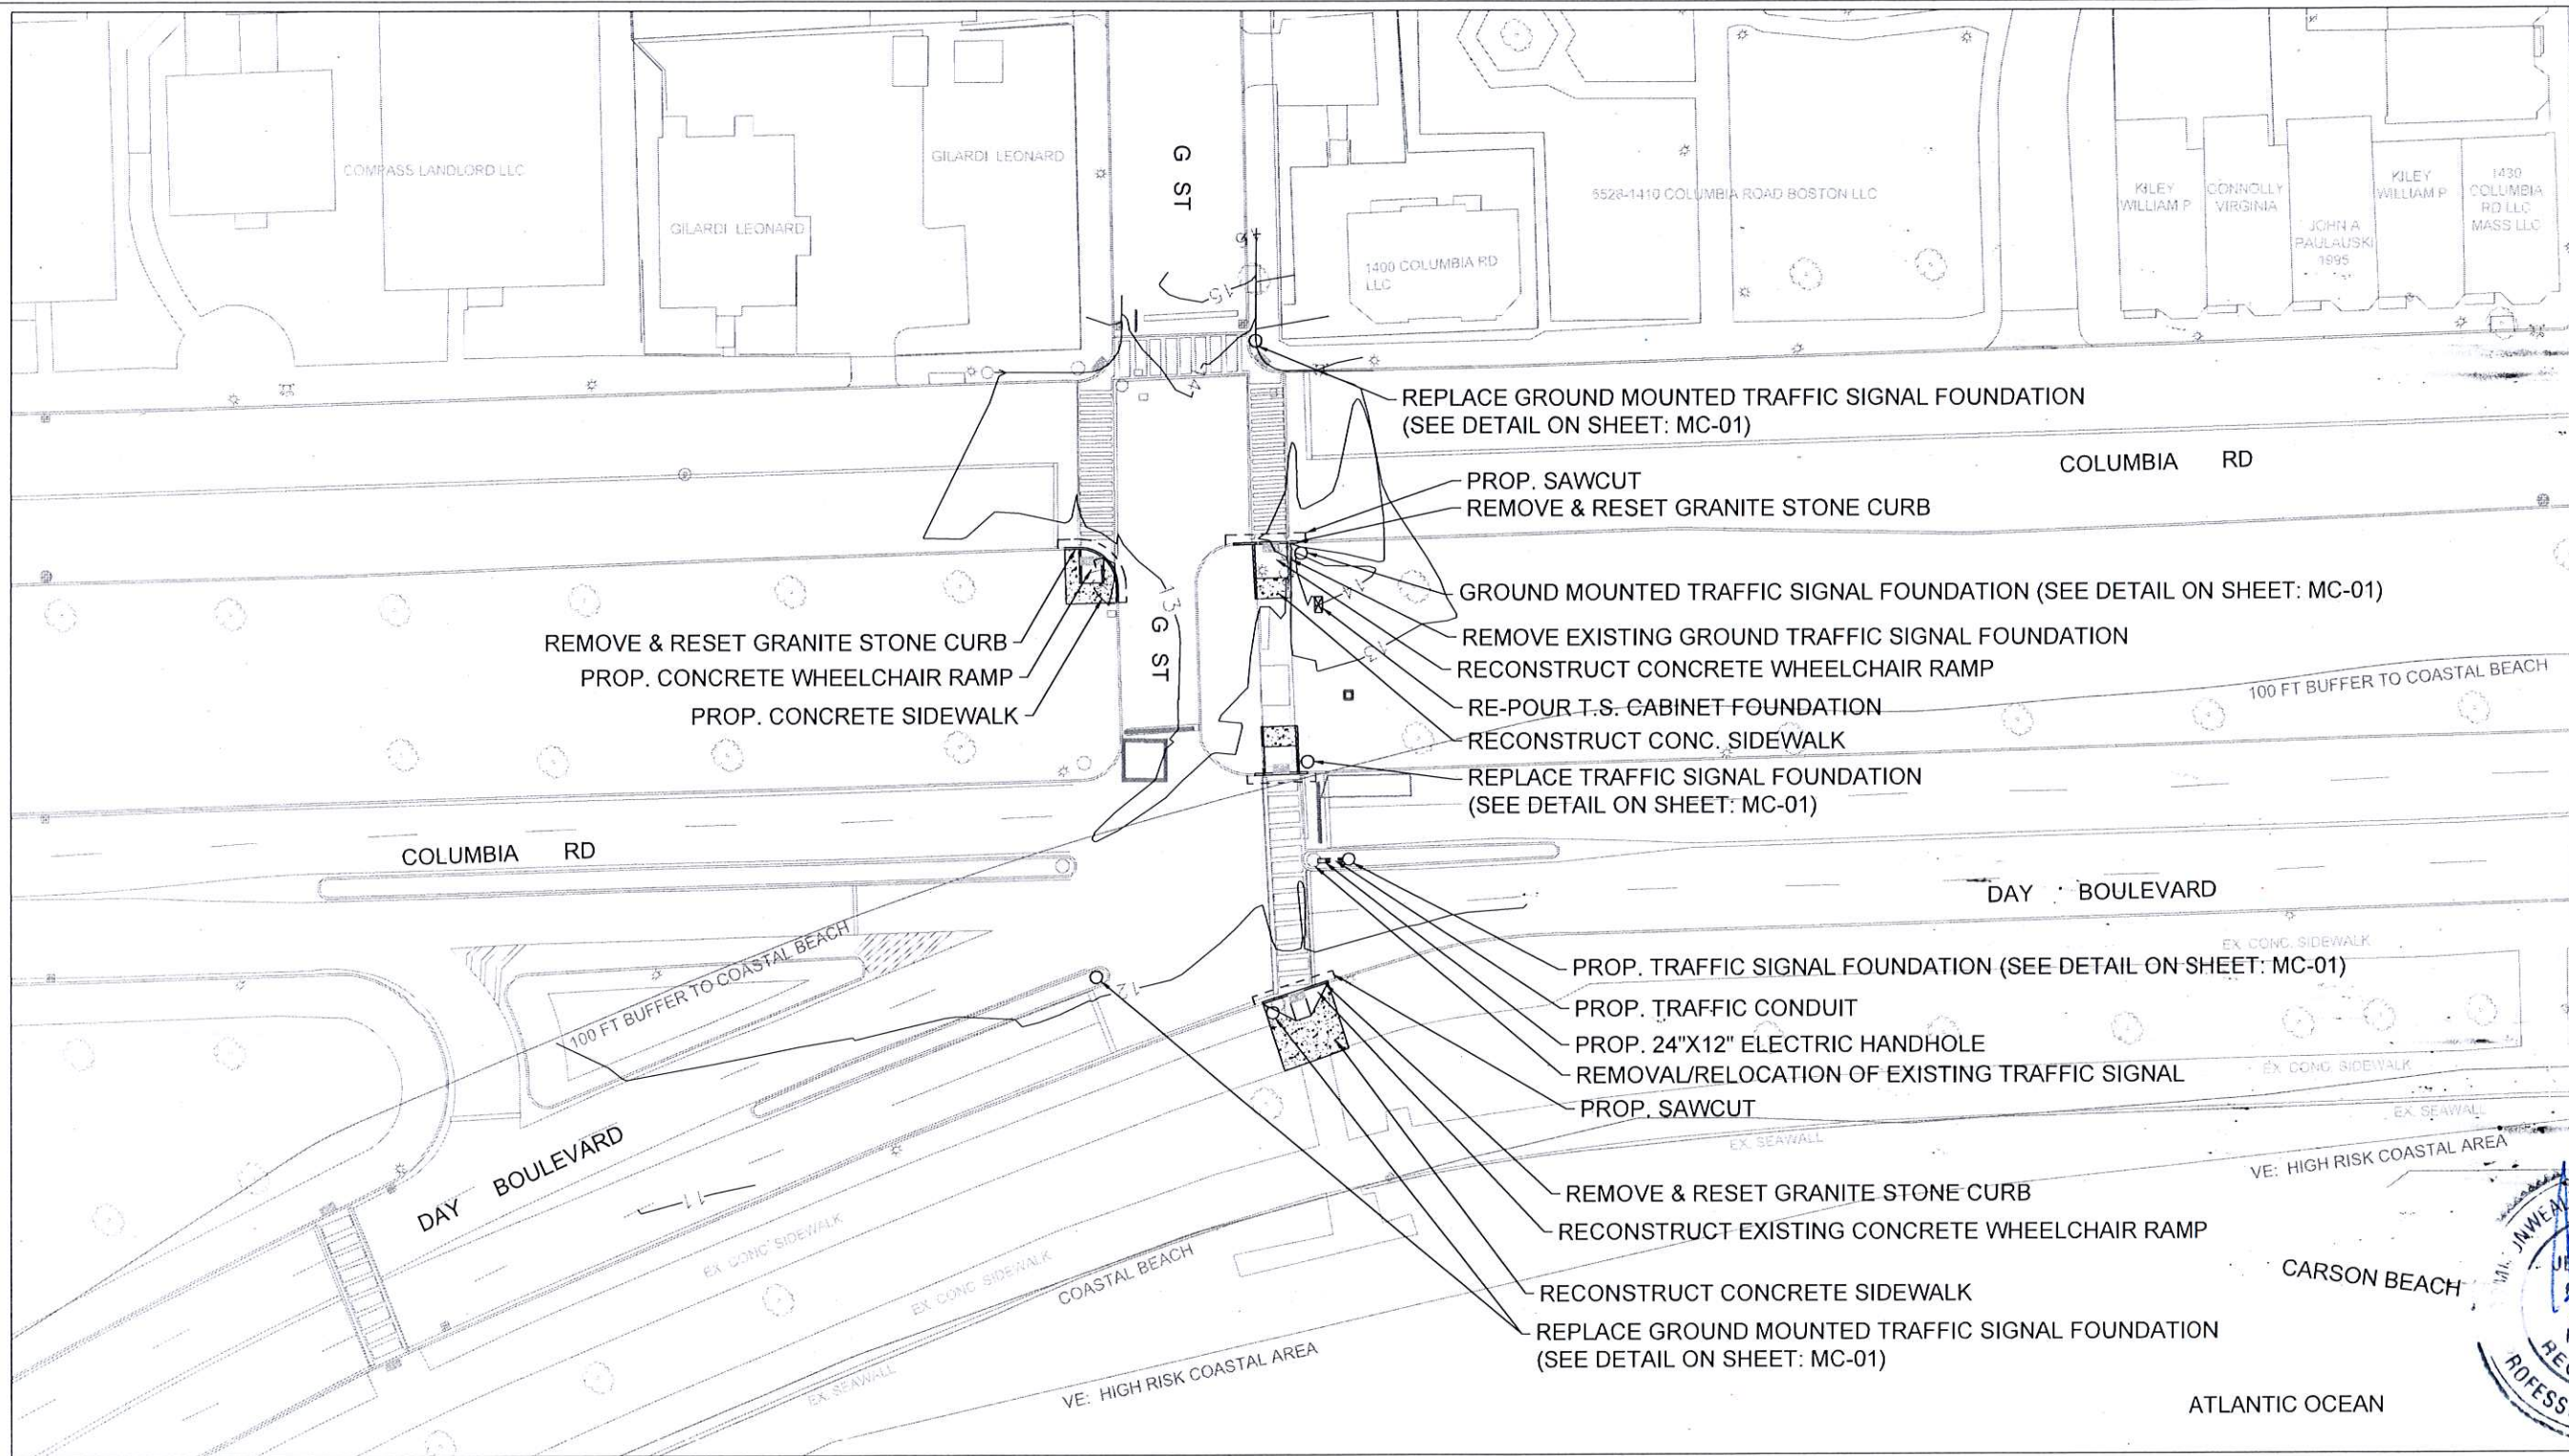 COMPASS LANDLORD LLC
GILARDI LEONARD
GILARDI LEONARD
G ST
1400 COLUMBIA RD
LLC
6528-1410 COLUMBIA ROAD BOSTON LLC
KILEY
WILLIAM P
CONNOLLY
VIRGINIA
JOHN A
PAULAUSKI
1995
KILEY
WILLIAM P
1430
COLUMBIA
RD LLC
MASS LLC
15
14
REPLACE GROUND MOUNTED TRAFFIC SIGNAL FOUNDATION
(SEE DETAIL ON SHEET: MC-01)
COLUMBIA RD
PROP. SAWCUT
REMOVE & RESET GRANITE STONE CURB
GROUND MOUNTED TRAFFIC SIGNAL FOUNDATION (SEE DETAIL ON SHEET: MC-01)
14
REMOVE EXISTING GROUND TRAFFIC SIGNAL FOUNDATION
13
RECONSTRUCT CONCRETE WHEELCHAIR RAMP
RE-POUR T.S. CABINET FOUNDATION
RECONSTRUCT CONC. SIDEWALK
REPLACE TRAFFIC SIGNAL FOUNDATION
(SEE DETAIL ON SHEET: MC-01)
100 FT BUFFER TO COASTAL BEACH
REMOVE & RESET GRANITE STONE CURB
PROP. CONCRETE WHEELCHAIR RAMP
PROP. CONCRETE SIDEWALK
13
G ST
COLUMBIA RD
DAY BOULEVARD
EX. CONC. SIDEWALK
100 FT BUFFER TO COASTAL BEACH
12
PROP. TRAFFIC SIGNAL FOUNDATION (SEE DETAIL ON SHEET: MC-01)
PROP. TRAFFIC CONDUIT
PROP. 24"X12" ELECTRIC HANDHOLE
REMOVAL/RELOCATION OF EXISTING TRAFFIC SIGNAL
PROP. SAWCUT
EX. CONC. SIDEWALK
EX. SEAWALL
EX. SEAWALL
VE: HIGH RISK COASTAL AREA
DAY BOULEVARD
11
EX. CONC. SIDEWALK
EX. CONC. SIDEWALK
COASTAL BEACH
EX. SEAWALL
VE: HIGH RISK COASTAL AREA
REMOVE & RESET GRANITE STONE CURB
RECONSTRUCT EXISTING CONCRETE WHEELCHAIR RAMP
RECONSTRUCT CONCRETE SIDEWALK
REPLACE GROUND MOUNTED TRAFFIC SIGNAL FOUNDATION
(SEE DETAIL ON SHEET: MC-01)
CARSON BEACH
ATLANTIC OCEAN